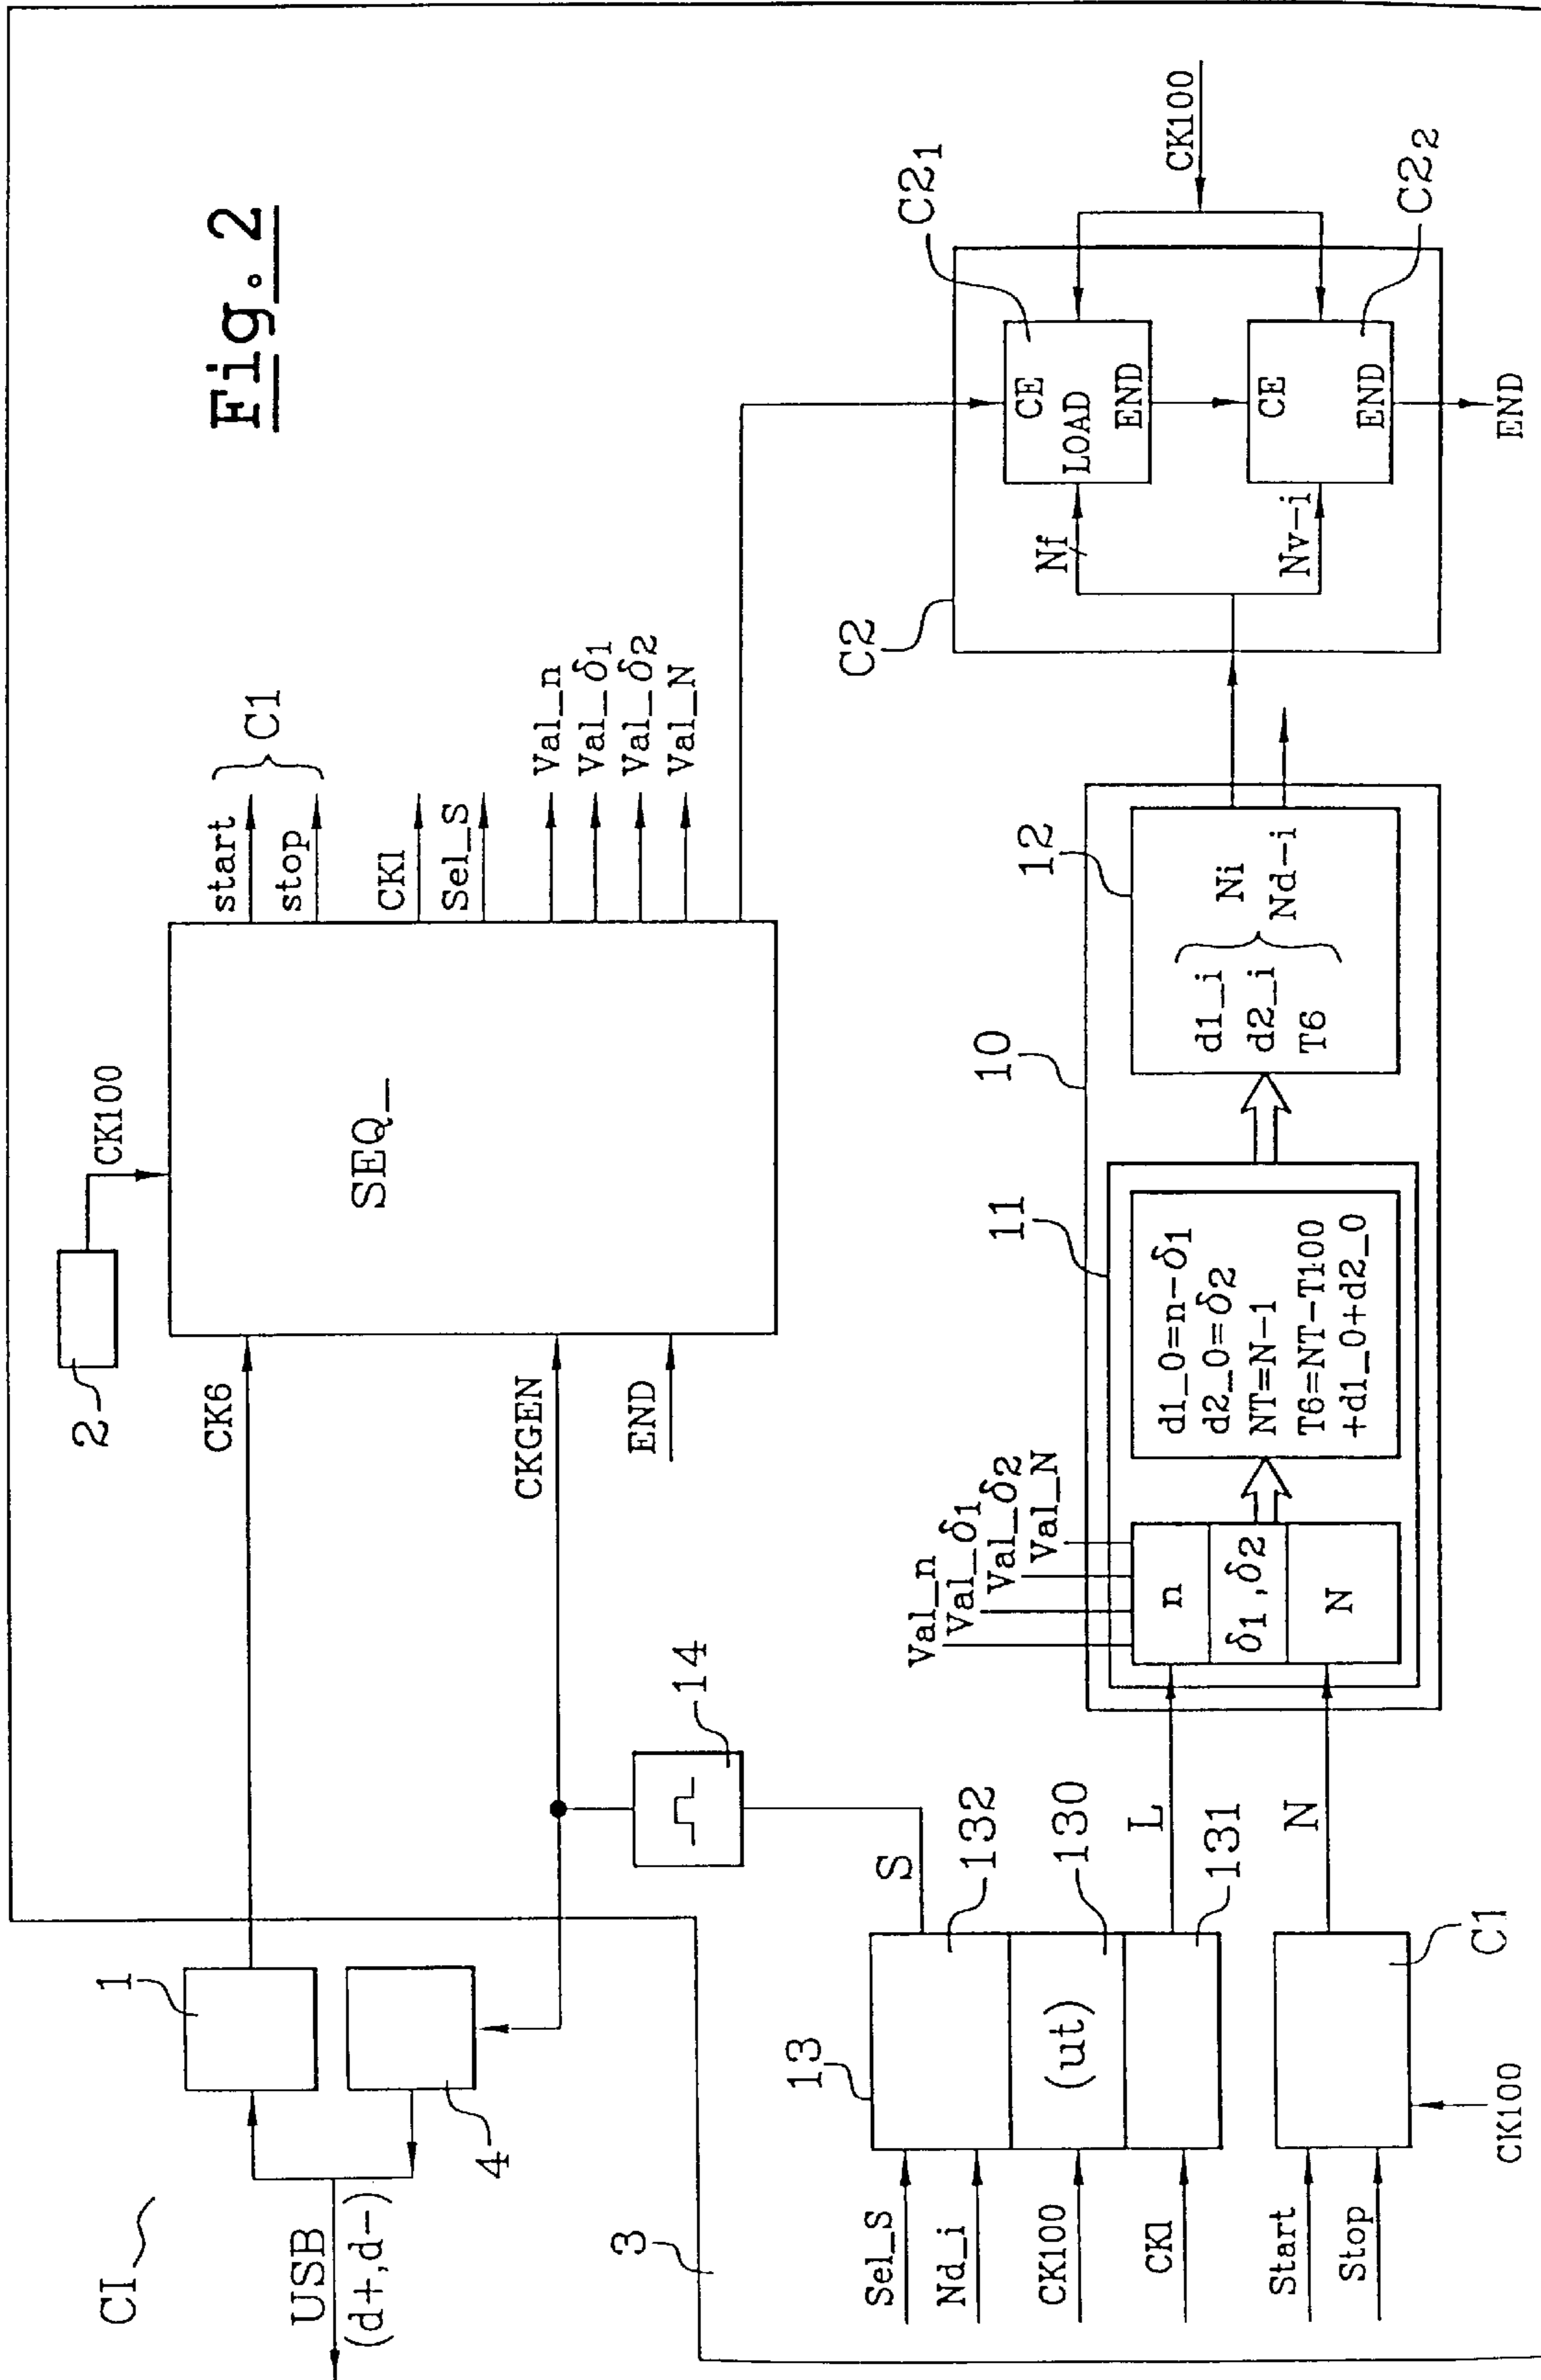 Fig. 2
CI
USB
(d+,d-)
1
4
3
2
CK100
CK6
CKGEN
END
SEQ_
start
stop
C1
CK1
Sel_S
Val_n
Val_δ1
Val_δ2
Val_N
14
S
13
132
130
131
(ut)
Sel_S
Nd_i
CK100
CK1
L
N
Start
Stop
CK100
C1
Val_n
Val_δ1
Val_δ2
Val_N
n
δ1,δ2
N
11
10
12
d1_0=n-δ1
d2_0=δ2
NT=N-1
T6=NT-T100
+d1_0+d2_0
d1_i
d2_i
T6
Ni
Nd-i
C2
C2₁
C2₂
Nf
Nv-i
CE
LOAD
END
CE
END
CK100
END